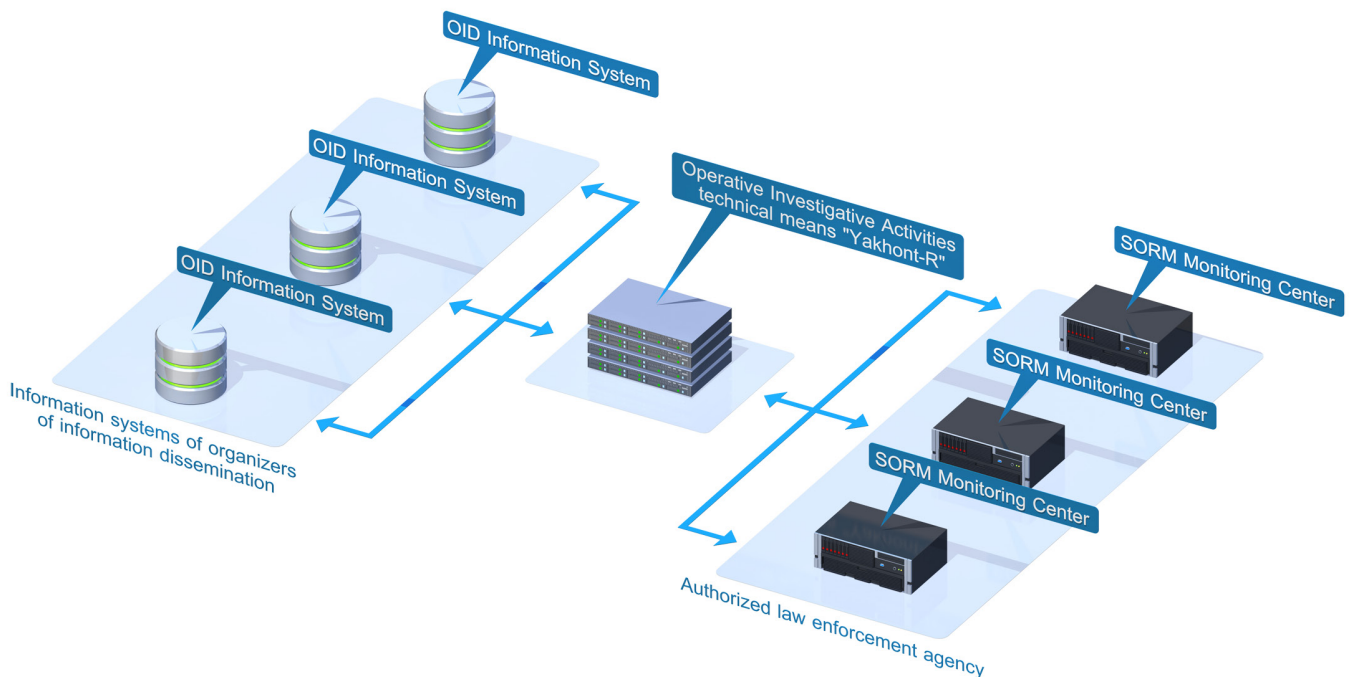 OID Information System
OID Information System
OID Information System
Information systems of organizers
of information dissemination
Operative Investigative Activities
technical means "Yakhont-R"
SORM Monitoring Center
SORM Monitoring Center
SORM Monitoring Center
Authorized law enforcement agency